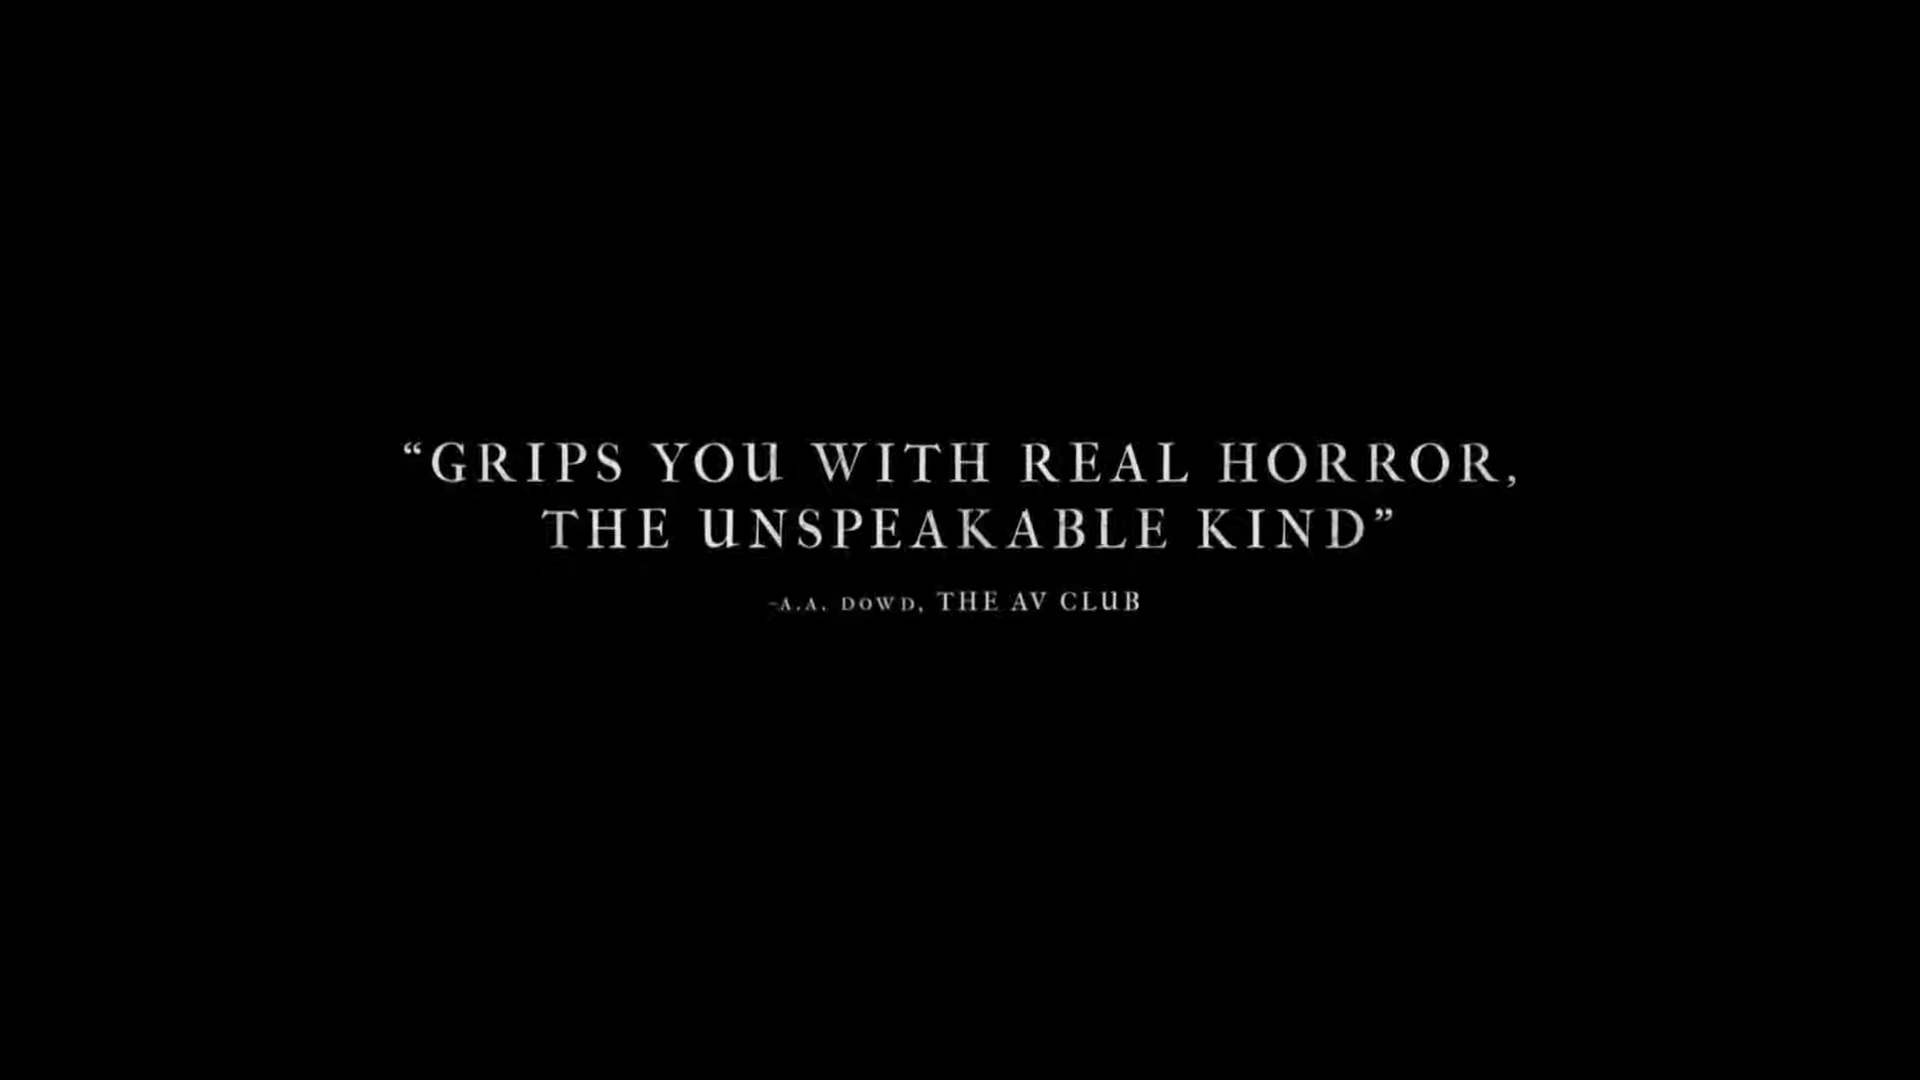 “GRIPS YOU WITH REAL HORROR,
THE UNSPEAKABLE KIND”
-A.A. DOWD, THE AV CLUB